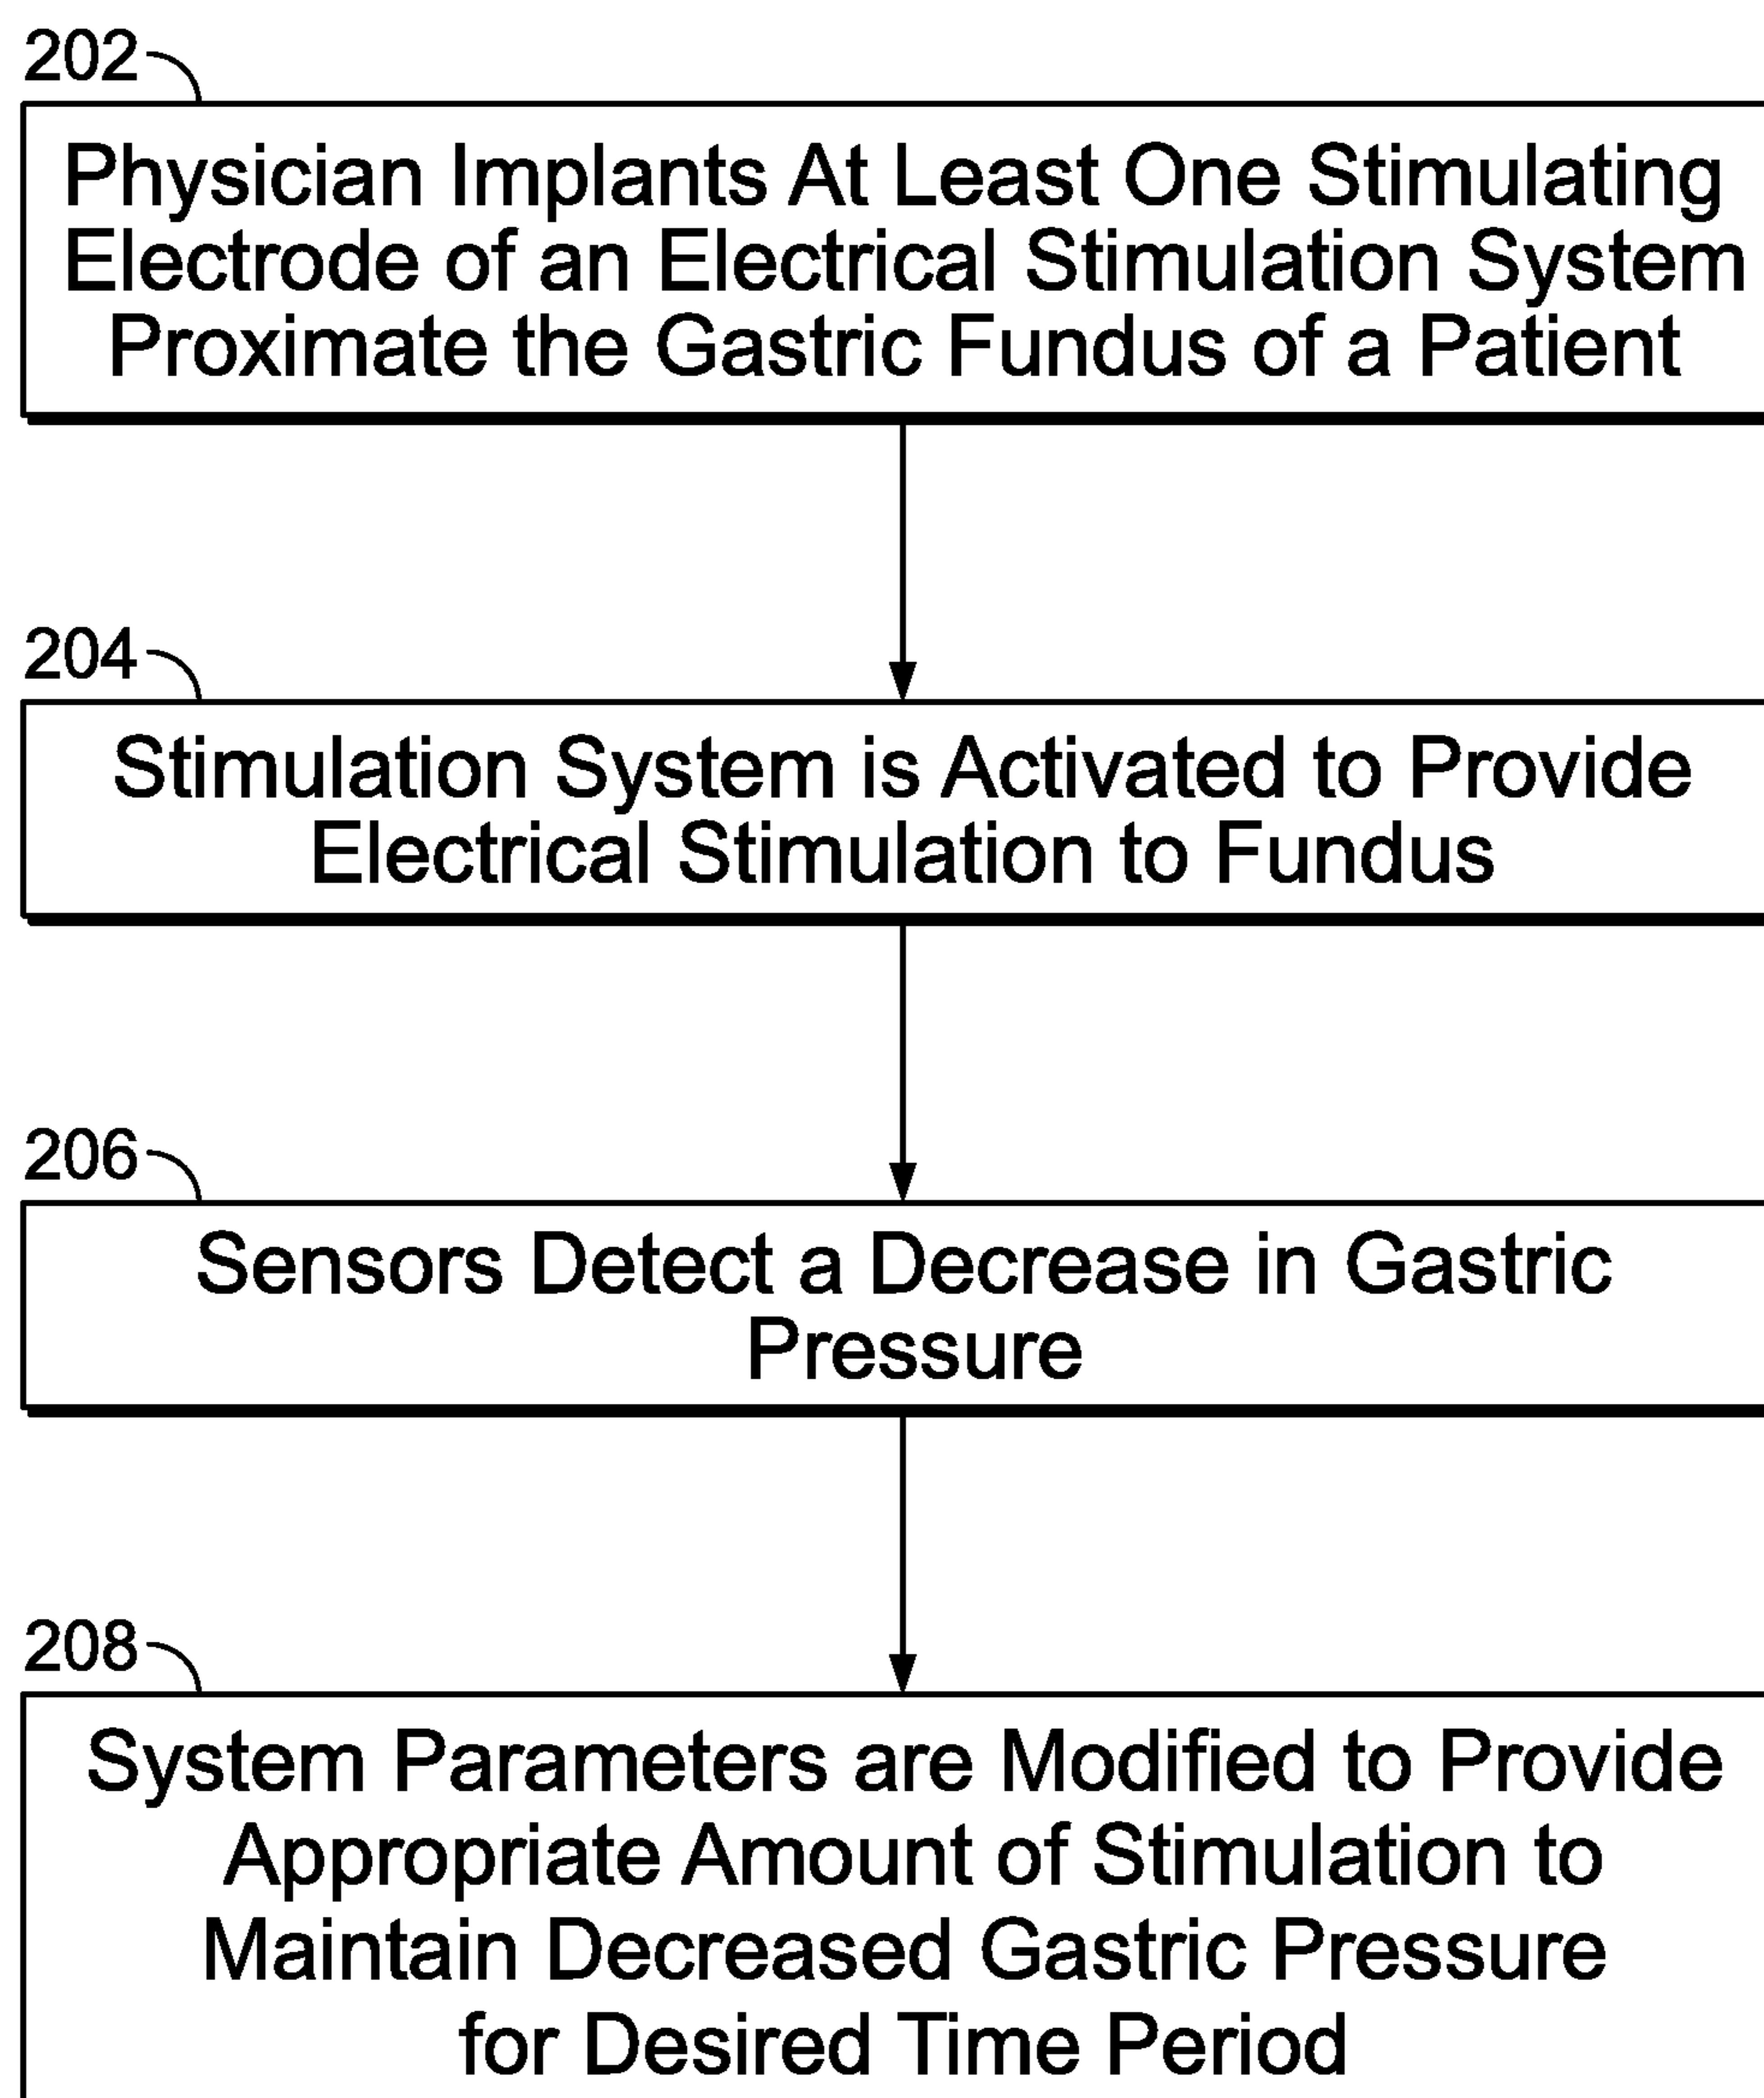 202
Physician Implants At Least One Stimulating
Electrode of an Electrical Stimulation System
Proximate the Gastric Fundus of a Patient
204
Stimulation System is Activated to Provide
Electrical Stimulation to Fundus
206
Sensors Detect a Decrease in Gastric
Pressure
208
System Parameters are Modified to Provide
Appropriate Amount of Stimulation to
Maintain Decreased Gastric Pressure
for Desired Time Period